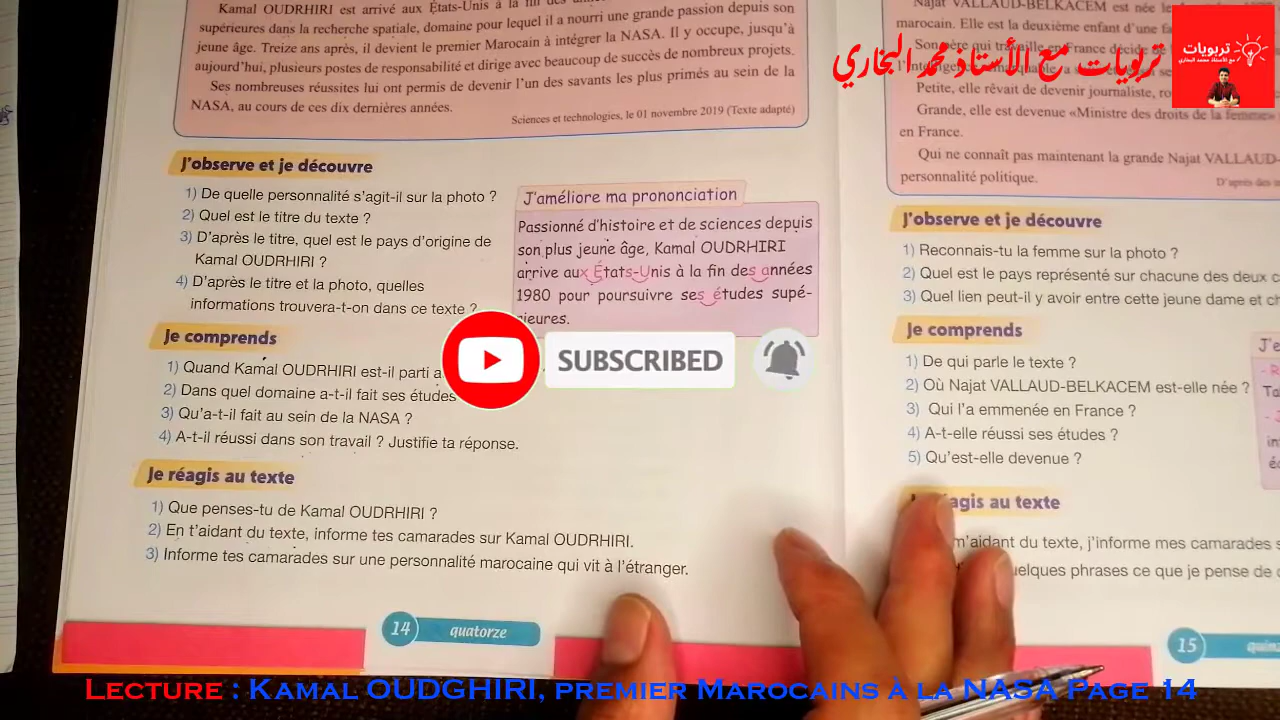 Kamal OUDRHIRI est arrivé aux États-Unis à la fin des
supérieures dans la recherche spatiale, domaine pour lequel il a nourri une grande passion depuis son
jeune âge. Treize ans après, il devient le premier Marocain à intégrer la NASA. Il y occupe, jusqu'à
aujourd'hui, plusieurs postes de responsabilité et dirige avec beaucoup de succès de nombreux projets.
Ses nombreuses réussites lui ont permis de devenir l'un des savants les plus primés au sein de la
NASA, au cours de ces dix dernières années.
Sciences et technologies, le 01 novembre 2019 (Texte adapté)
J'observe et je découvre
1) De quelle personnalité s'agit-il sur la photo ?
2) Quel est le titre du texte ?
3) D'après le titre, quel est le pays d'origine de
Kamal OUDRHIRI ?
4) D'après le titre et la photo, quelles
informations trouvera-t-on dans ce texte ?
J'améliore ma prononciation
Passionné d'histoire et de sciences depuis
son plus jeune âge, Kamal OUDRHIRI
arrive aux États-Unis à la fin des années
1980 pour poursuivre ses études supé-
rieures.
Je comprends
1) Quand Kamal OUDRHIRI est-il parti
2) Dans quel domaine a-t-il fait ses études
3) Qu'a-t-il fait au sein de la NASA ?
4) A-t-il réussi dans son travail ? Justifie ta réponse.
Je réagis au texte
1) Que penses-tu de Kamal OUDRHIRI ?
2) En t'aidant du texte, informe tes camarades sur Kamal OUDRHIRI.
3) Informe tes camarades sur une personnalité marocaine qui vit à l'étranger.
14 quatorze
Najat VALLAUD-BELKACEM est née
marocain. Elle est la deuxième enfant d'une
Son père qui travaille en France décide de
Petite, elle rêvait de devenir journaliste,
Grande, elle est devenue «Ministre des droits de la femme»
en France.
Qui ne connaît pas maintenant la grande Najat VALLAUD-
personnalité politique.
D'après des
J'observe et je découvre
1) Reconnais-tu la femme sur la photo ?
2) Quel est le pays représenté sur chacune des deux
3) Quel lien peut-il y avoir entre cette jeune dame et
Je comprends
1) De qui parle le texte ?
2) Où Najat VALLAUD-BELKACEM est-elle née ?
3) Qui l'a emmenée en France ?
4) A-t-elle réussi ses études ?
5) Qu'est-elle devenue ?
au texte
m'aidant du texte, j'informe mes camarades
quelques phrases ce que je pense de
15
تربويات مع الأستاذ محمد البخاري
تربويات
مع الأستاذ محمد البخاري
SUBSCRIBED
Lecture : Kamal OUDGHIRI, premier Marocains à la NASA Page 14